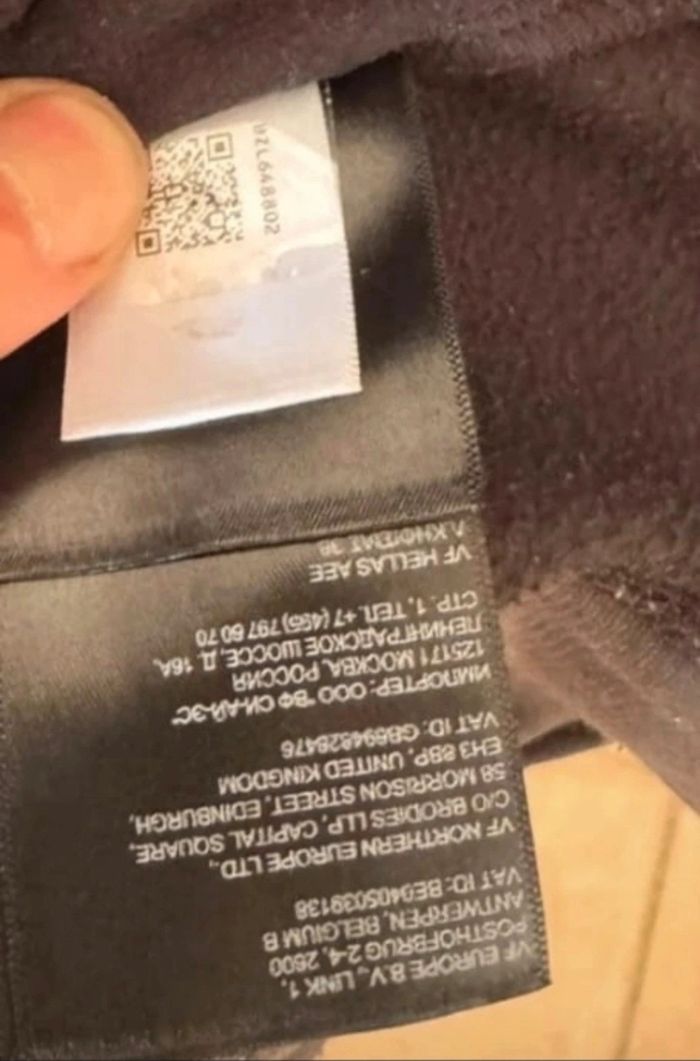 VF EUROPE B.V., LINK 1,
POSTHOFBRUG 2-4, 2600
ANTWERPEN, BELGIUM B
VAT ID: BE0405039138
VF NORTHERN EUROPE LTD.,
C/O BRODIES LLP, CAPITAL SQUARE,
58 MORRISON STREET, EDINBURGH,
EH3 8BP, UNITED KINGDOM
VAT ID: GB694828476
ИМПОРТЕР: ООО "ВФ СИ-АЙ-ЭС"
125171 МОСКВА, РОССИЯ
ЛЕНИНГРАДСКОЕ ШОССЕ, Д. 16А,
СТР. 1, ТЕЛ. +7 (495) 797 60 70
VF HELLAS AEE
648802